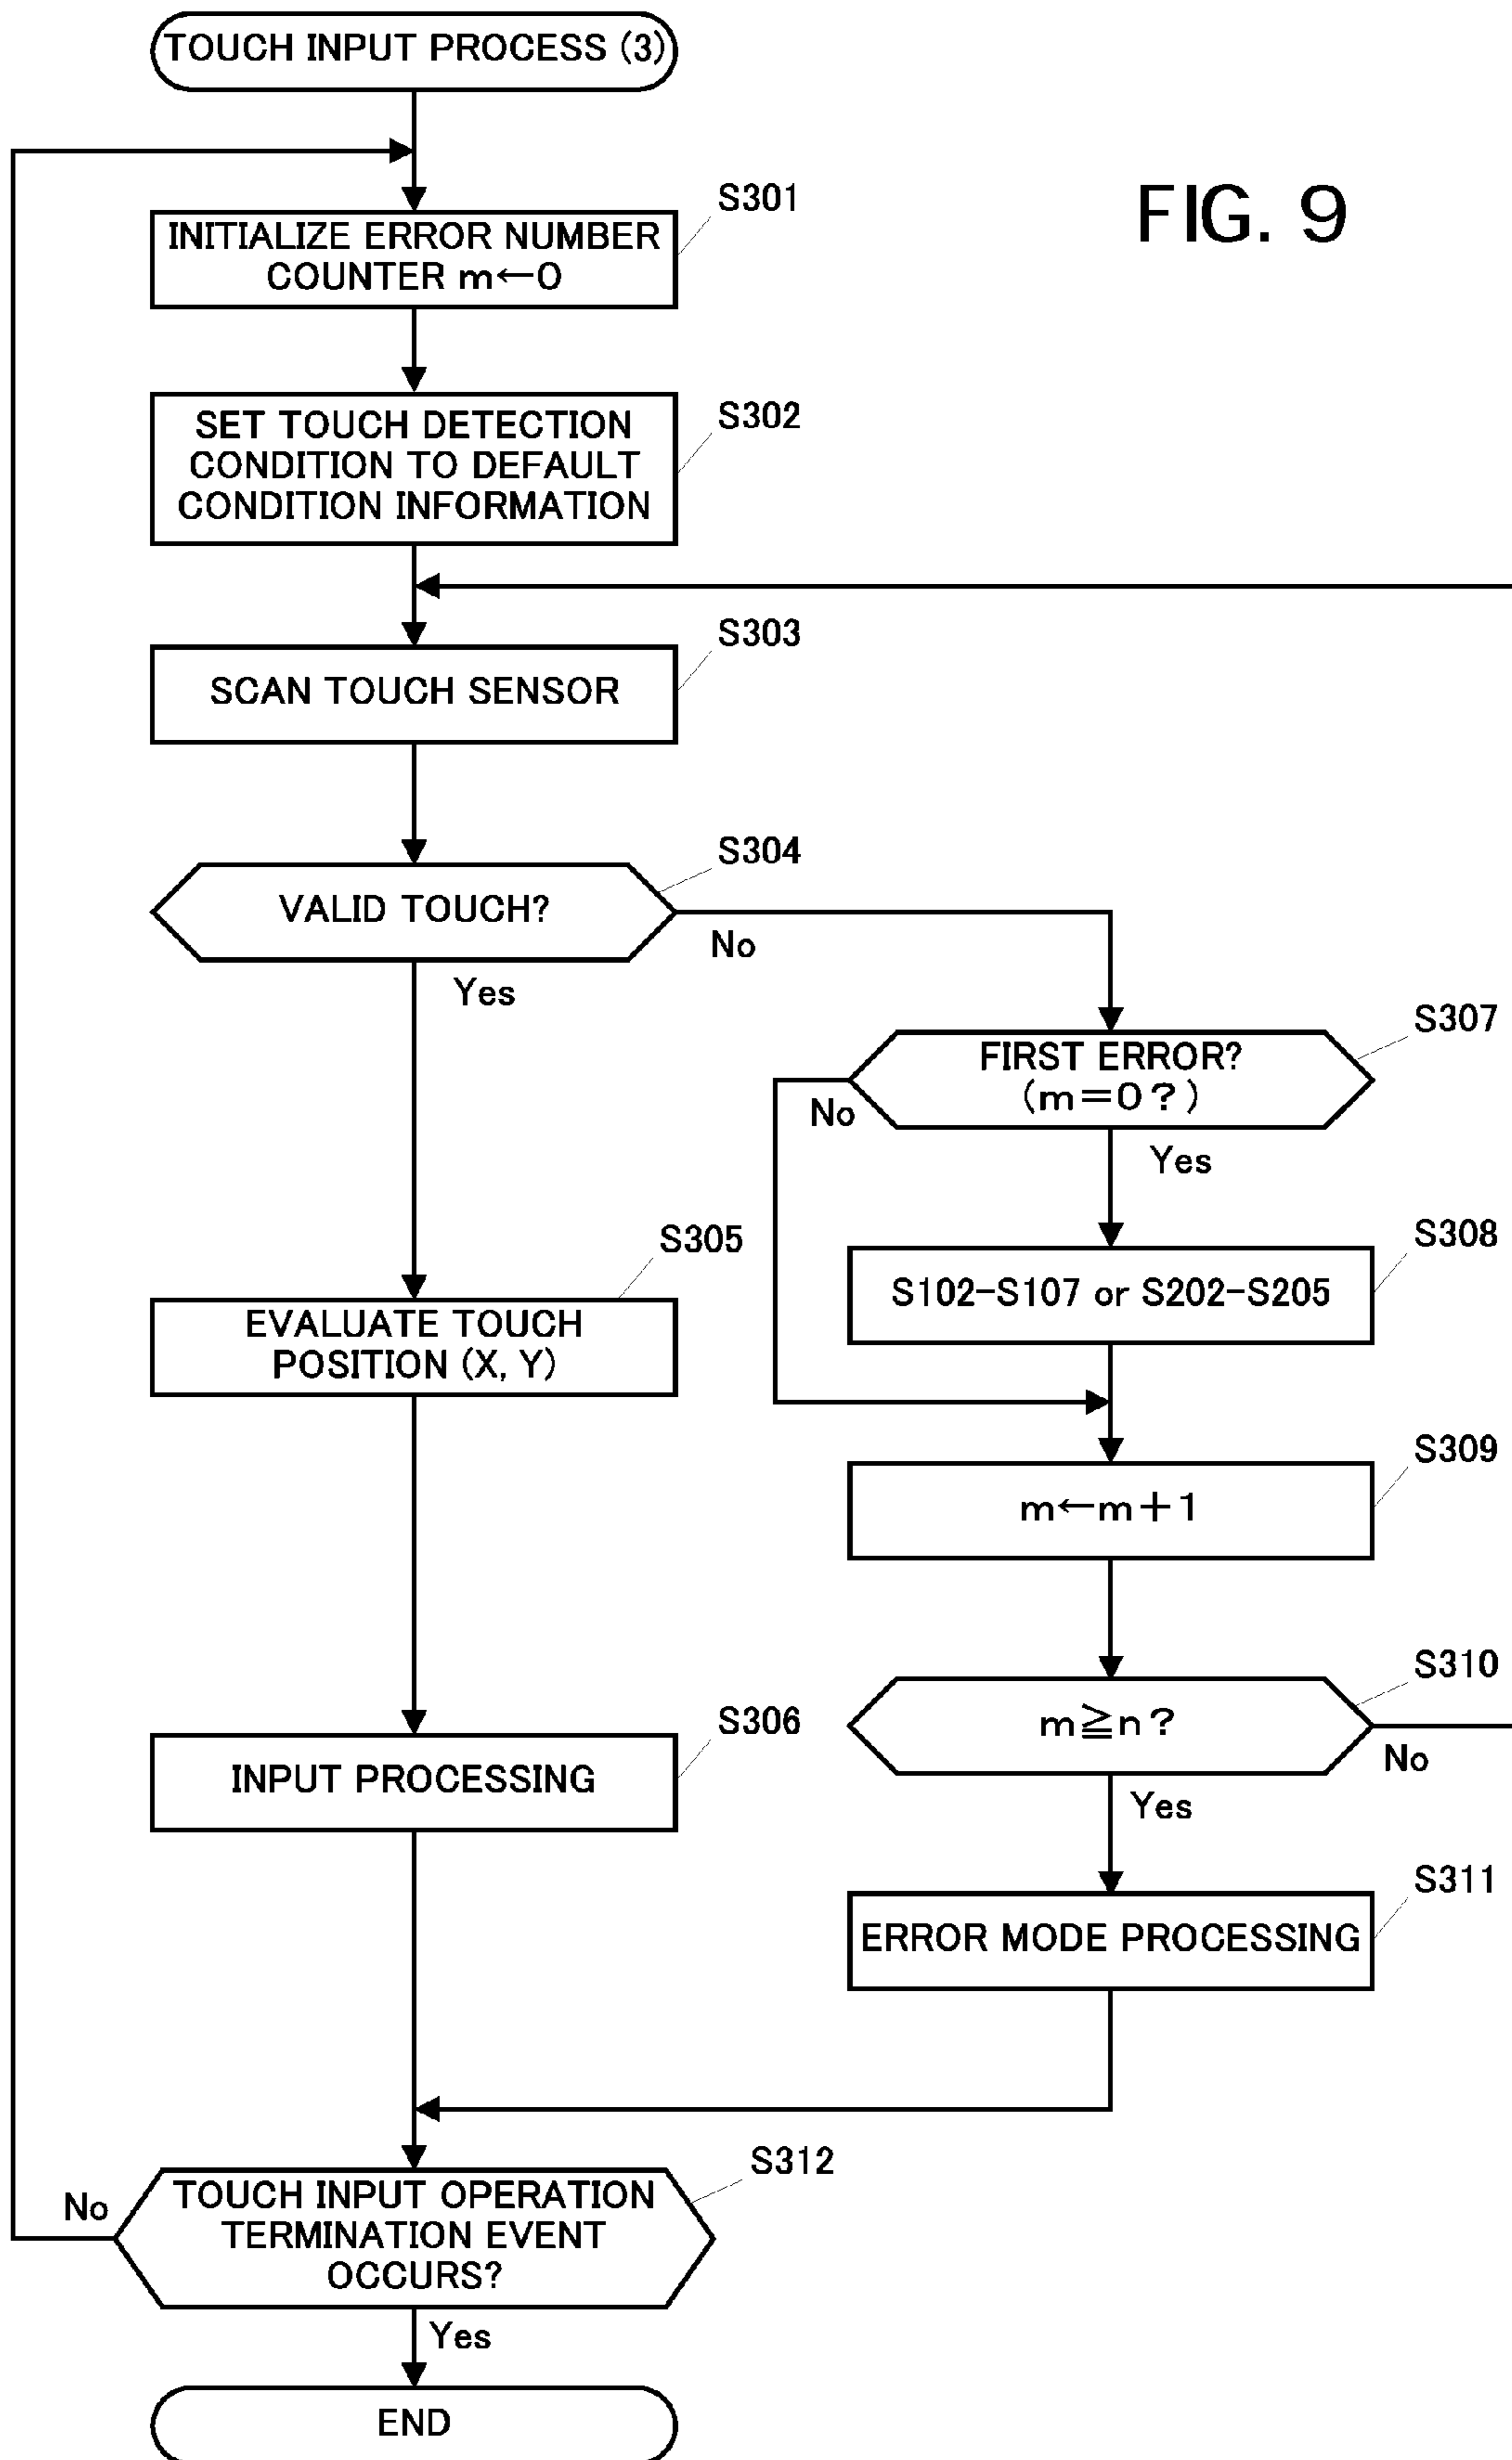 TOUCH INPUT PROCESS (3)
FIG. 9
S301
INITIALIZE ERROR NUMBER
COUNTER m←0
S302
SET TOUCH DETECTION
CONDITION TO DEFAULT
CONDITION INFORMATION
S303
SCAN TOUCH SENSOR
S304
VALID TOUCH?
No
Yes
S307
FIRST ERROR?
(m=0?)
No
Yes
S308
S102-S107 or S202-S205
S305
EVALUATE TOUCH
POSITION (X, Y)
S309
m←m+1
S310
m≧n?
No
Yes
S306
INPUT PROCESSING
S311
ERROR MODE PROCESSING
S312
TOUCH INPUT OPERATION
TERMINATION EVENT
OCCURS?
No
Yes
END